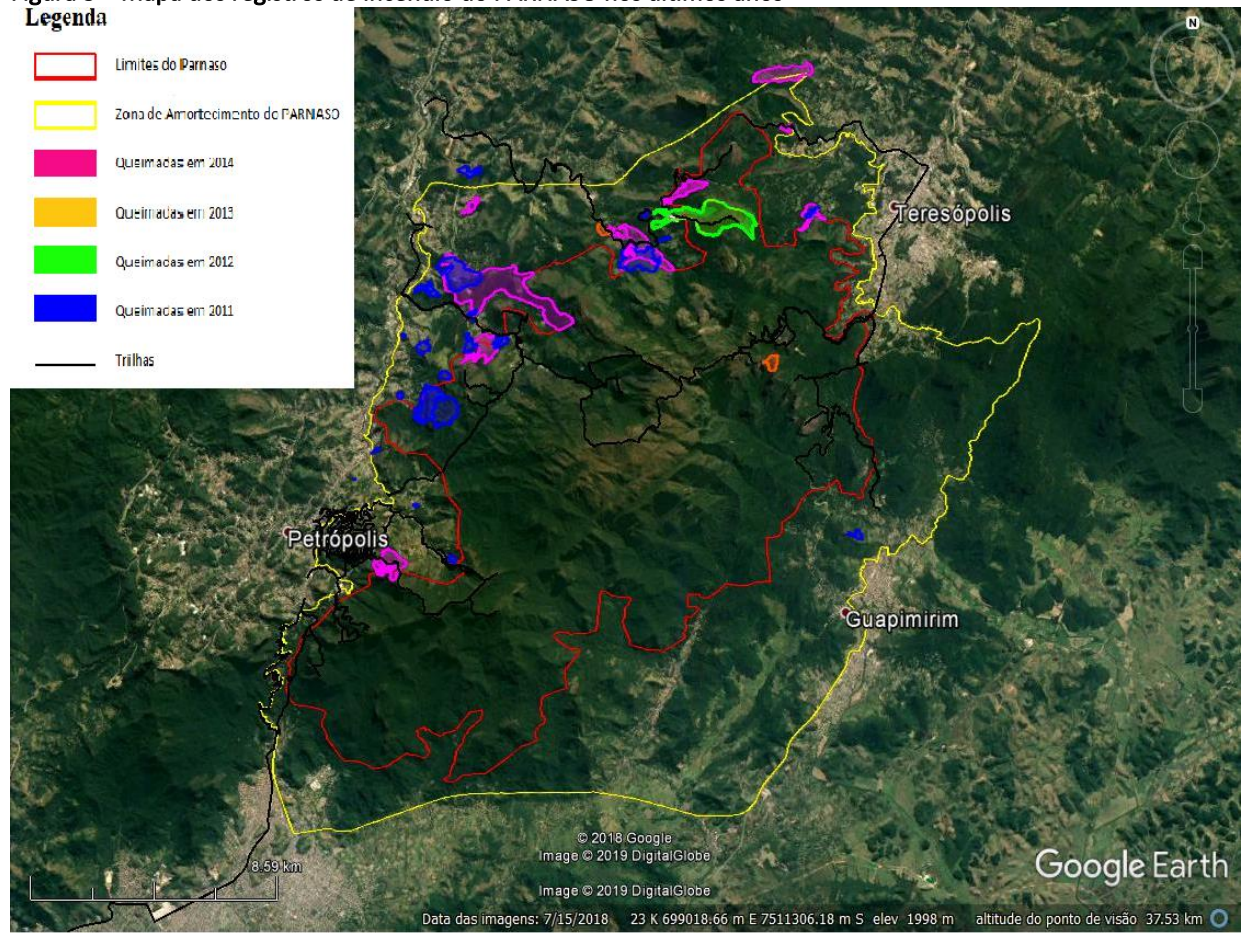 Legenda
Limites do Parnaso
Zona de Amortecimento do PARNASO
Queimadas em 2014
Queimadas em 2013
Queimadas em 2012
Queimadas em 2011
Trilhas
N
Teresópolis
Petrópolis
Guapimirim
8.59 km
© 2018 Google
Image © 2019 DigitalGlobe
Image © 2019 DigitalGlobe
Google Earth
Data das imagens: 7/15/2018 23 K 699018.66 m E 7511306.18 m S elev 1998 m altitude do ponto de visão 37.53 km